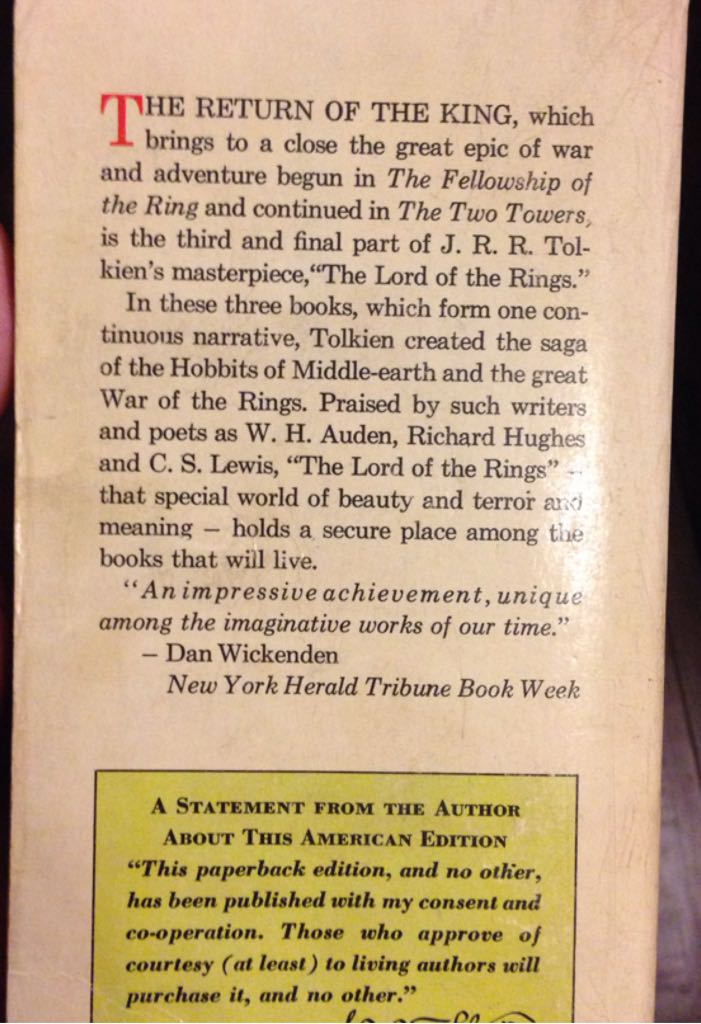 THE RETURN OF THE KING, which
brings to a close the great epic of war
and adventure begun in The Fellowship of
the Ring and continued in The Two Towers,
is the third and final part of J. R. R. Tol-
kien's masterpiece,“The Lord of the Rings.”
In these three books, which form one con-
tinuous narrative, Tolkien created the saga
of the Hobbits of Middle-earth and the great
War of the Rings. Praised by such writers
and poets as W. H. Auden, Richard Hughes
and C. S. Lewis, “The Lord of the Rings” –
that special world of beauty and terror and
meaning – holds a secure place among the
books that will live.
“An impressive achievement, unique
among the imaginative works of our time.”
– Dan Wickenden
New York Herald Tribune Book Week
A STATEMENT FROM THE AUTHOR
ABOUT THIS AMERICAN EDITION
“This paperback edition, and no other,
has been published with my consent and
co-operation. Those who approve of
courtesy (at least) to living authors will
purchase it, and no other.”